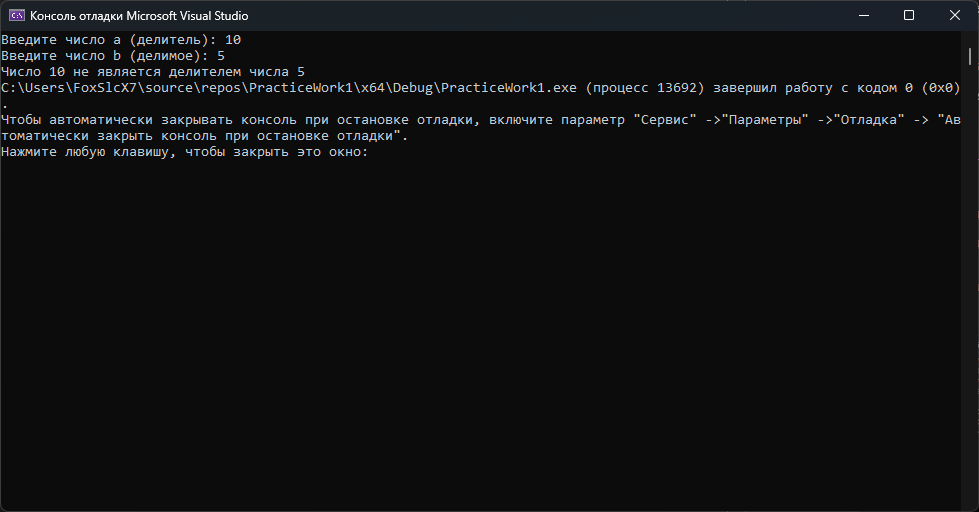 Консоль отладки Microsoft Visual Studio
Введите число a (делитель): 10
Введите число b (делимое): 5
Число 10 не является делителем числа 5
C:\Users\FoxSlcX7\source\repos\PracticeWork1\x64\Debug\PracticeWork1.exe (процесс 13692) завершил работу с кодом 0 (0x0)
.
Чтобы автоматически закрывать консоль при остановке отладки, включите параметр "Сервис" ->"Параметры" ->"Отладка" -> "Ав
томатически закрыть консоль при остановке отладки".
Нажмите любую клавишу, чтобы закрыть это окно: